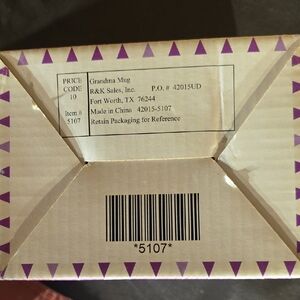 PRICE CODE 10
Item # 5107
Grandma Mug
R&K Sales, Inc. P.O. # 42015UD
Fort Worth, TX 76244
Made in China 42015-5107
Retain Packaging for Reference
*5107*